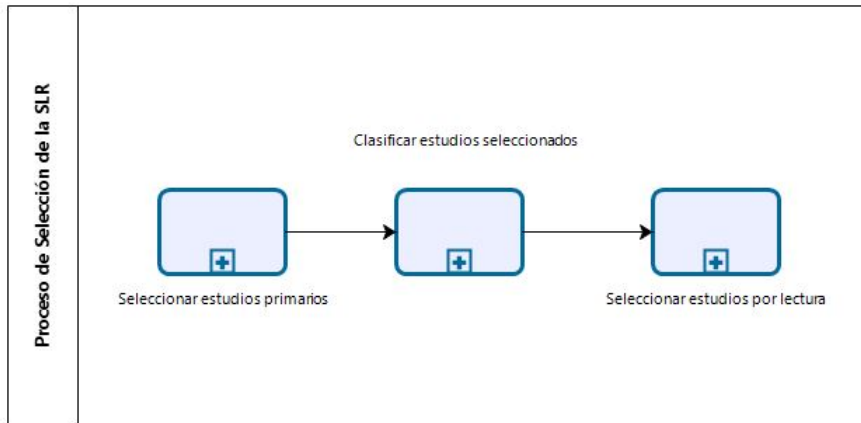 Proceso de Selección de la SLR
Clasificar estudios seleccionados
Seleccionar estudios primarios
Seleccionar estudios por lectura